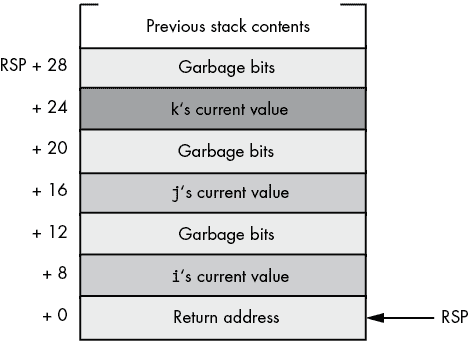 Previous stack contents
RSP + 28 Garbage bits
+ 24 k‘s current value
+ 20 Garbage bits
+ 16 j‘s current value
+ 12 Garbage bits
+ 8 i‘s current value
+ 0 Return address RSP